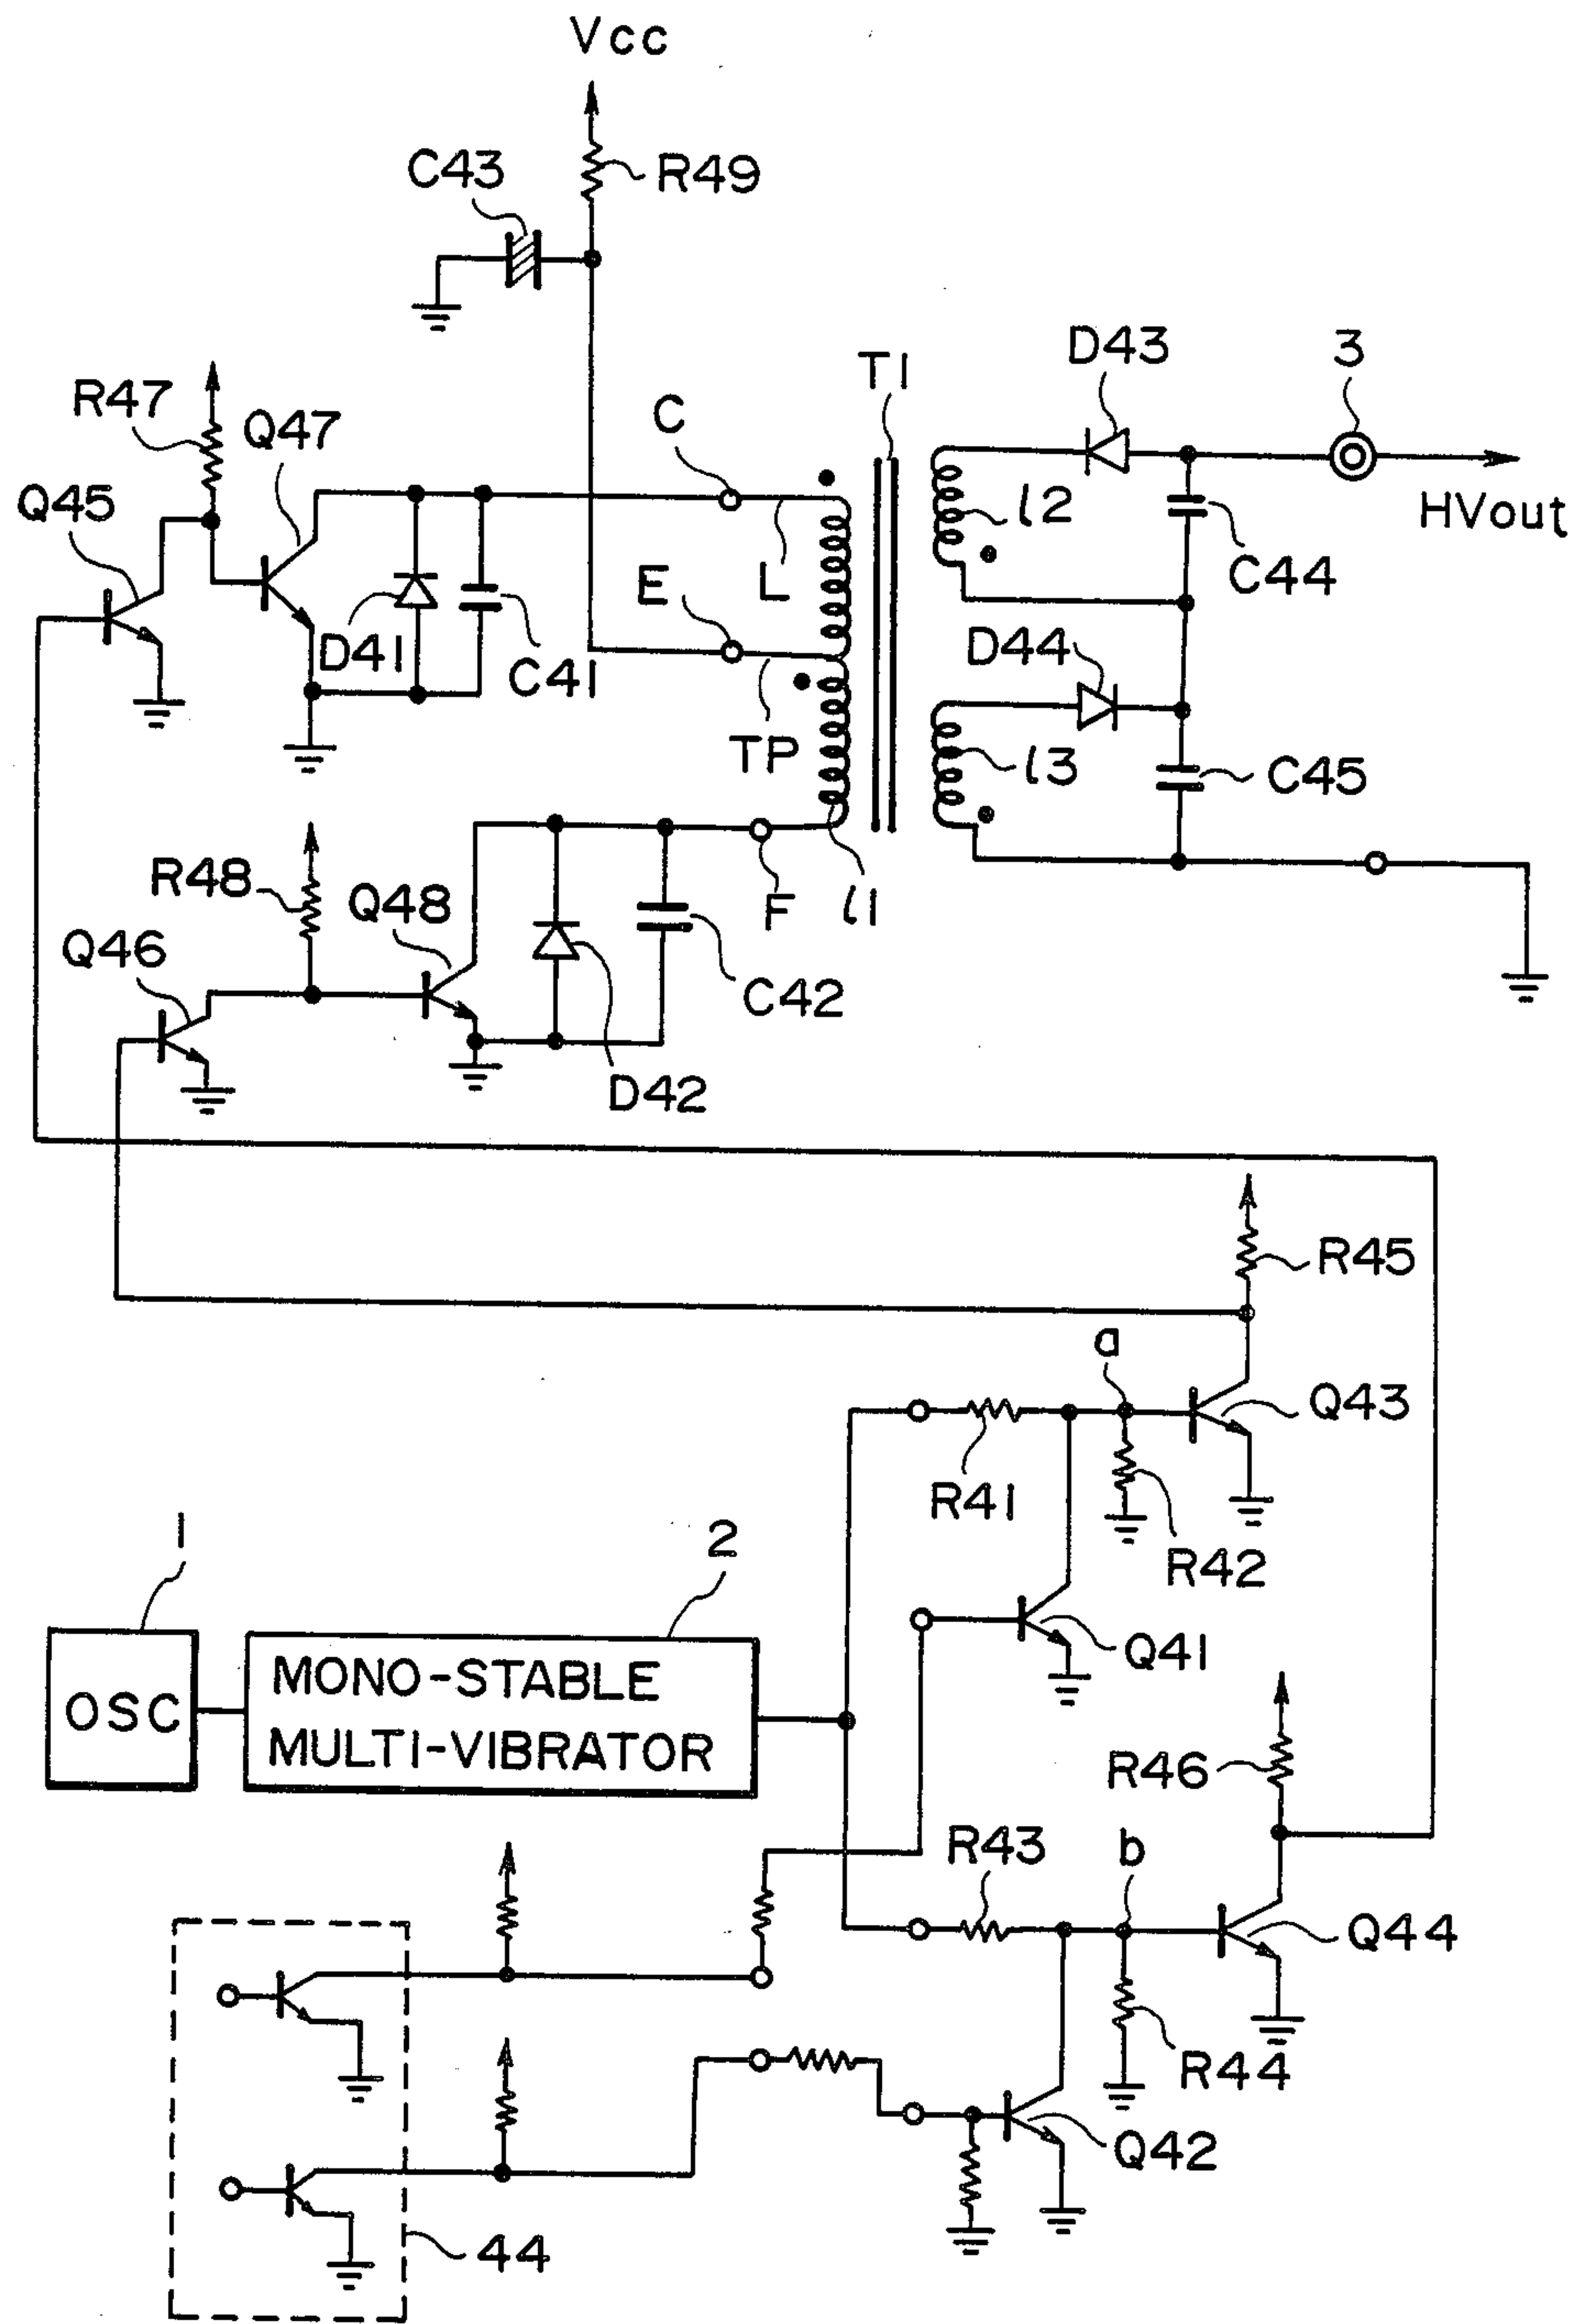 Vcc
C43
R49
D43
3
T1
R47
Q47
C
Q45
l2
HVout
C44
E
L
D41
C41
D44
TP
l3
C45
R48
Q48
F
l1
Q46
C42
D42
R45
a
Q43
R41
R42
1
2
Q41
OSC
MONO-STABLE
MULTI-VIBRATOR
R46
R43
b
Q44
R44
Q42
44